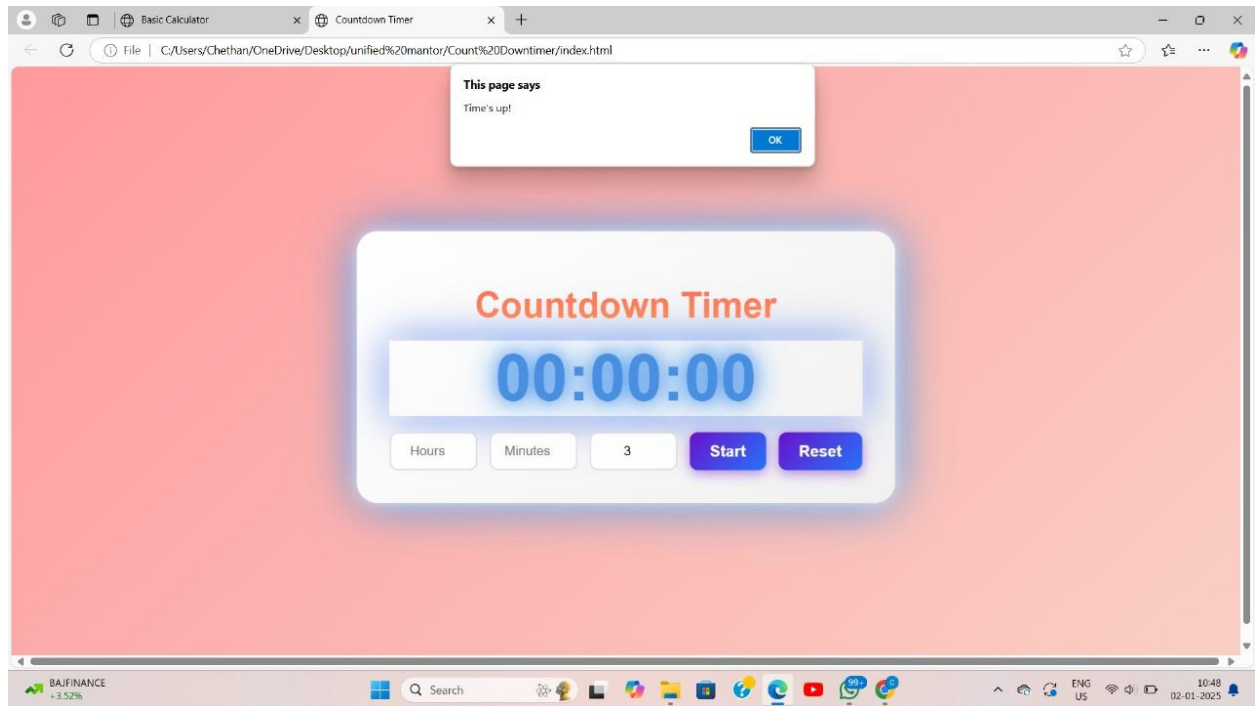 Basic Calculator
Countdown Timer
File | C:/Users/Chethan/OneDrive/Desktop/unified%20mantor/Count%20Downtimer/index.html
This page says
Time's up!
OK
Countdown Timer
00:00:00
Hours Minutes 3 Start Reset
BAJFINANCE
+3.52%
Search
99+
ENG
US
10:48
02-01-2025